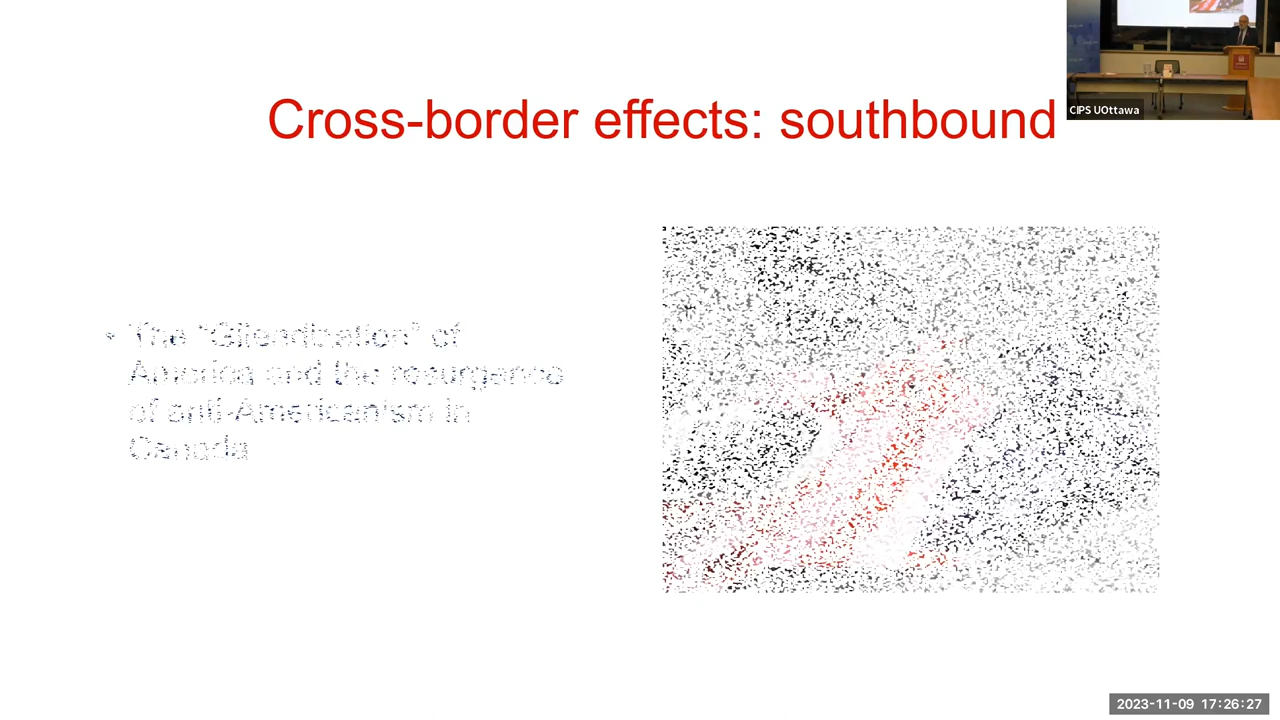 Cross-border effects: southbound
CIPS UOttawa
• The "Gileadization" of
America and the resurgence
of anti-Americanism in
Canada
2023-11-09 17:26:27